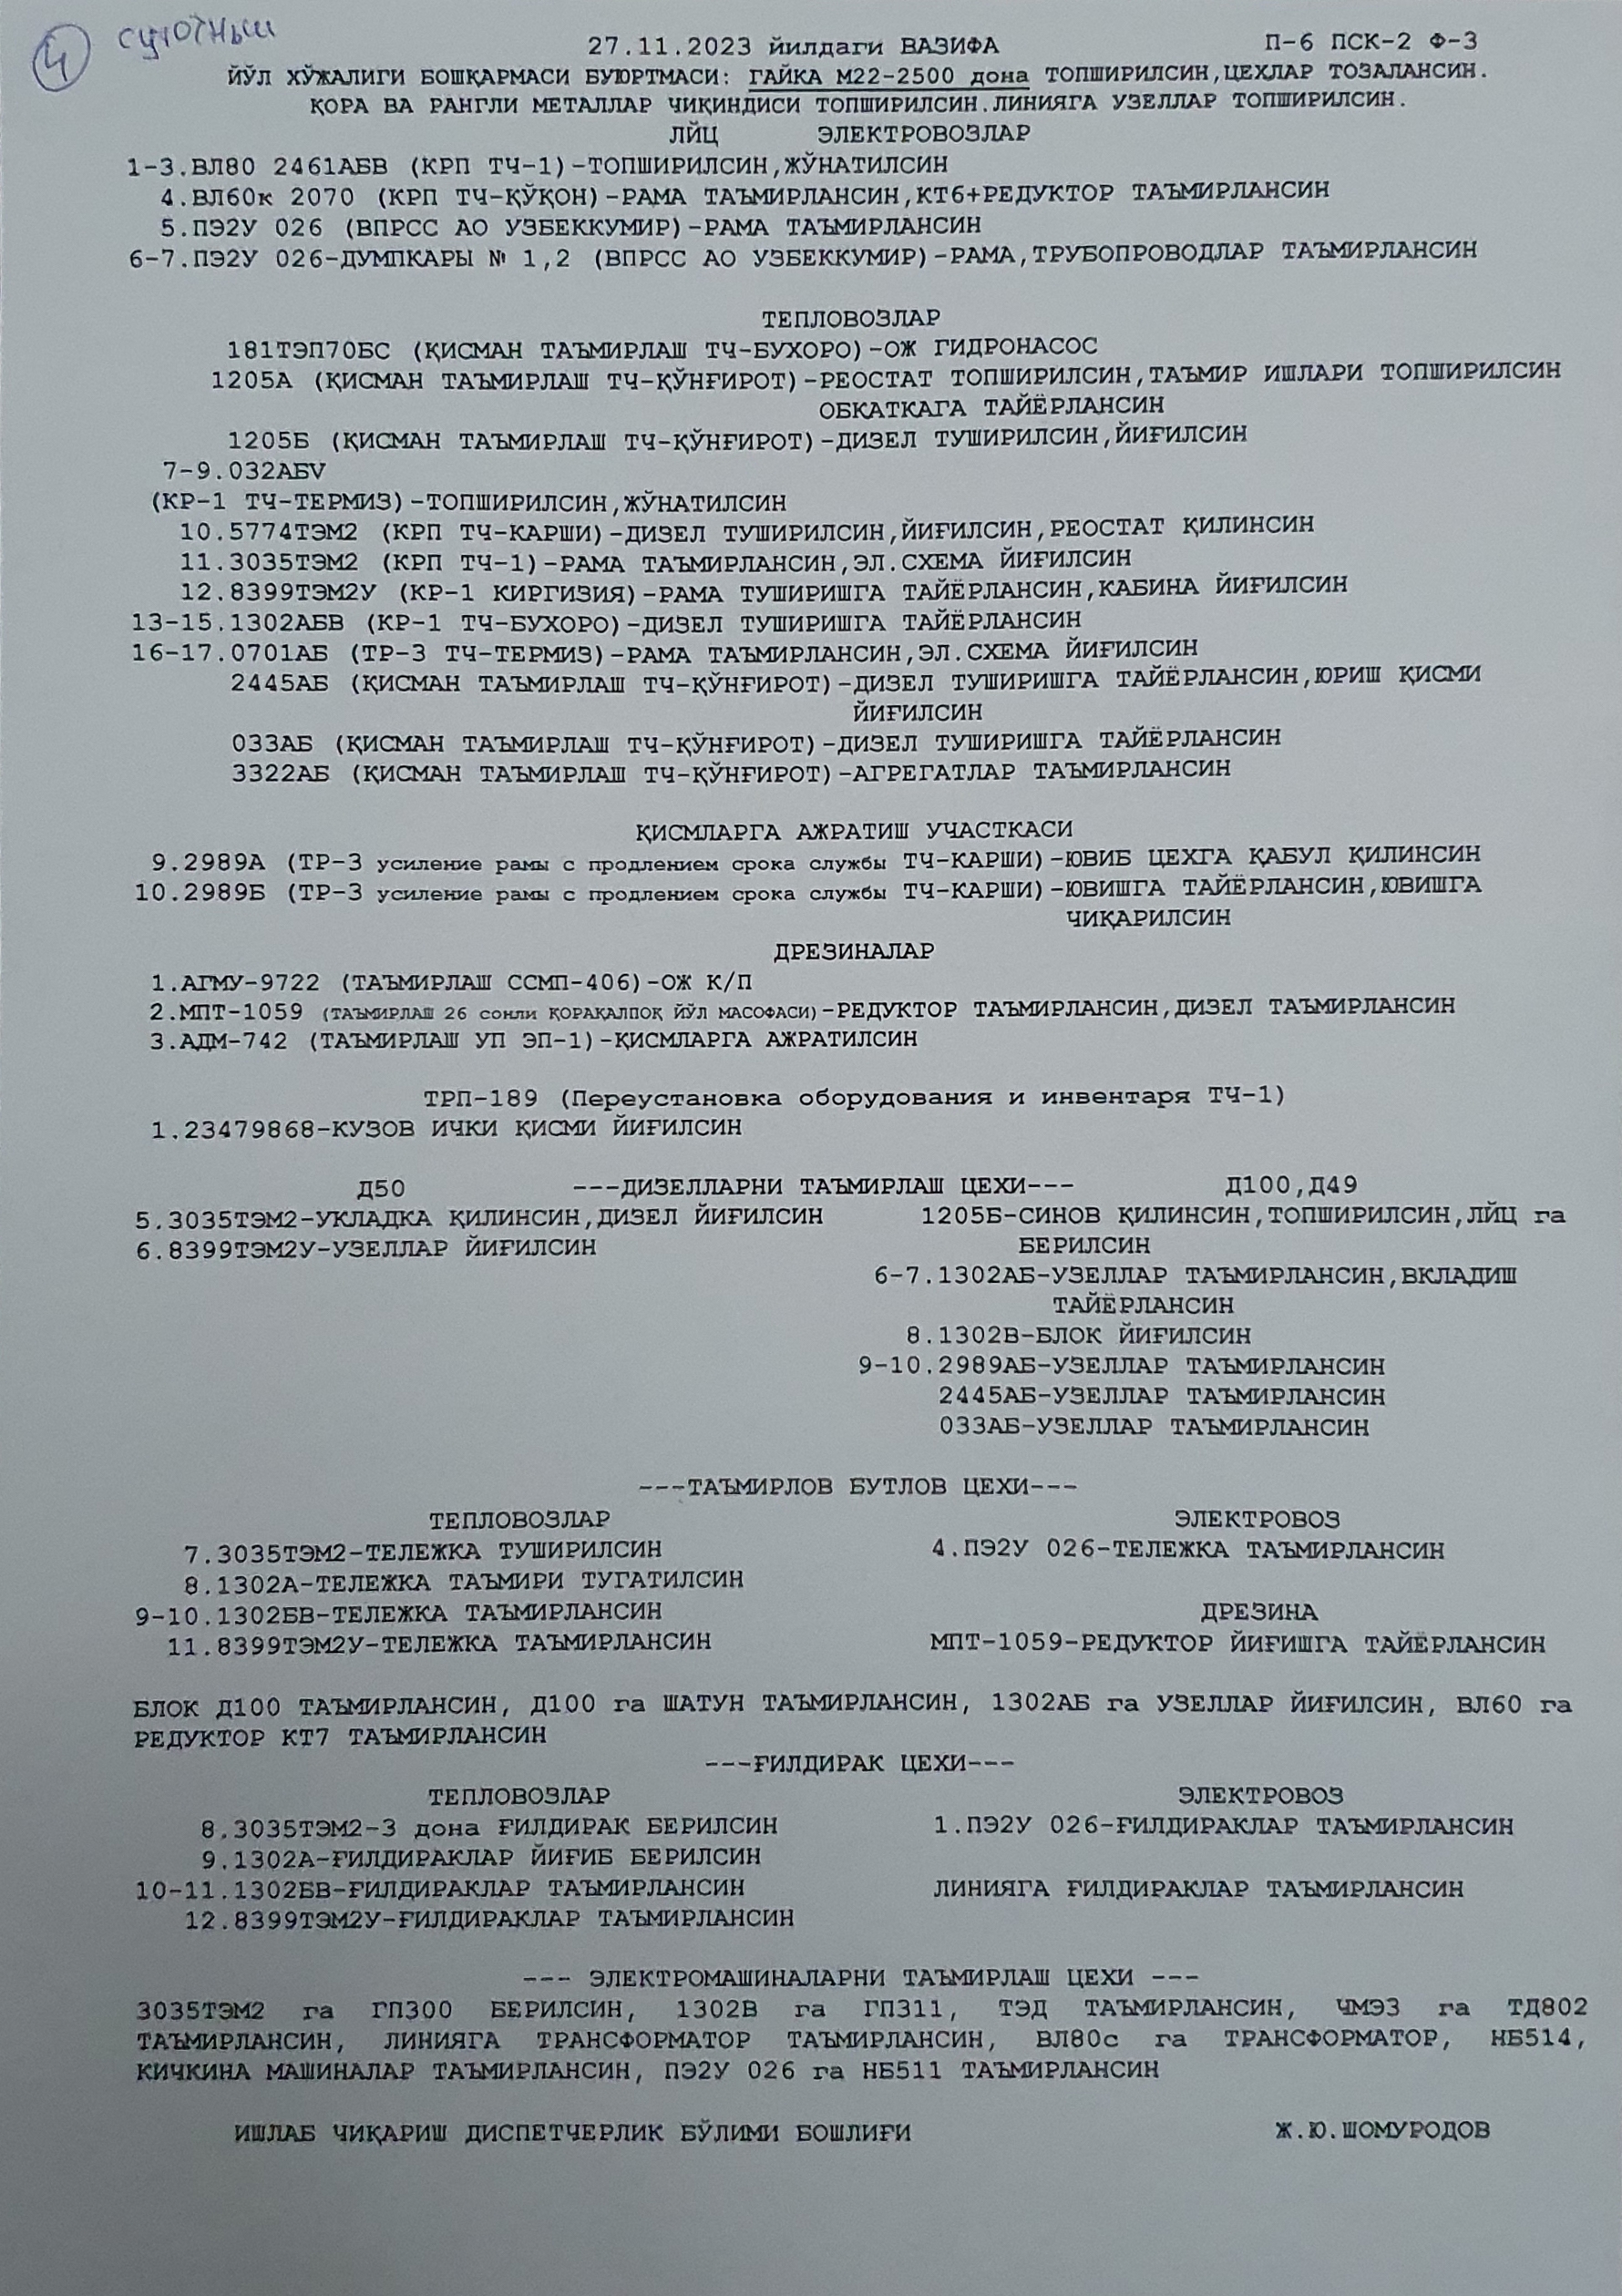 4 суточный
27.11.2023 йилдаги ВАЗИФА П-6 ПСК-2 Ф-3
ЙЎЛ ХЎЖАЛИГИ БОШҚАРМАСИ БУЮРТМАСИ: ГАЙКА М22-2500 дона ТОПШИРИЛСИН,ЦЕХЛАР ТОЗАЛАНСИН.
ҚОРА ВА РАНГЛИ МЕТАЛЛАР ЧИҚИНДИСИ ТОПШИРИЛСИН.ЛИНИЯГА УЗЕЛЛАР ТОПШИРИЛСИН.
ЛЙЦ ЭЛЕКТРОВОЗЛАР
1-3.ВЛ80 2461АБВ (КРП ТЧ-1)-ТОПШИРИЛСИН,ЖЎНАТИЛСИН
4.ВЛ60к 2070 (КРП ТЧ-ҚЎҚОН)-РАМА ТАЪМИРЛАНСИН,КТ6+РЕДУКТОР ТАЪМИРЛАНСИН
5.ПЭ2У 026 (ВПРСС АО УЗБЕККУМИР)-РАМА ТАЪМИРЛАНСИН
6-7.ПЭ2У 026-ДУМПКАРЫ № 1,2 (ВПРСС АО УЗБЕККУМИР)-РАМА,ТРУБОПРОВОДЛАР ТАЪМИРЛАНСИН
ТЕПЛОВОЗЛАР
181ТЭП70БС (ҚИСМАН ТАЪМИРЛАШ ТЧ-БУХОРО)-ОЖ ГИДРОНАСОС
1205А (ҚИСМАН ТАЪМИРЛАШ ТЧ-ҚЎНҒИРОТ)-РЕОСТАТ ТОПШИРИЛСИН,ТАЪМИР ИШЛАРИ ТОПШИРИЛСИН
ОБКАТКАГА ТАЙЁРЛАНСИН
1205Б (ҚИСМАН ТАЪМИРЛАШ ТЧ-ҚЎНҒИРОТ)-ДИЗЕЛ ТУШИРИЛСИН,ЙИҒИЛСИН
7-9.032АБV
(КР-1 ТЧ-ТЕРМИЗ)-ТОПШИРИЛСИН,ЖЎНАТИЛСИН
10.5774ТЭМ2 (КРП ТЧ-КАРШИ)-ДИЗЕЛ ТУШИРИЛСИН,ЙИҒИЛСИН,РЕОСТАТ ҚИЛИНСИН
11.3035ТЭМ2 (КРП ТЧ-1)-РАМА ТАЪМИРЛАНСИН,ЭЛ.СХЕМА ЙИҒИЛСИН
12.8399ТЭМ2У (КР-1 КИРГИЗИЯ)-РАМА ТУШИРИШГА ТАЙЁРЛАНСИН,КАБИНА ЙИҒИЛСИН
13-15.1302АБВ (КР-1 ТЧ-БУХОРО)-ДИЗЕЛ ТУШИРИШГА ТАЙЁРЛАНСИН
16-17.0701АБ (ТР-3 ТЧ-ТЕРМИЗ)-РАМА ТАЪМИРЛАНСИН,ЭЛ.СХЕМА ЙИҒИЛСИН
2445АБ (ҚИСМАН ТАЪМИРЛАШ ТЧ-ҚЎНҒИРОТ)-ДИЗЕЛ ТУШИРИШГА ТАЙЁРЛАНСИН,ЮРИШ ҚИСМИ
ЙИҒИЛСИН
033АБ (ҚИСМАН ТАЪМИРЛАШ ТЧ-ҚЎНҒИРОТ)-ДИЗЕЛ ТУШИРИШГА ТАЙЁРЛАНСИН
3322АБ (ҚИСМАН ТАЪМИРЛАШ ТЧ-ҚЎНҒИРОТ)-АГРЕГАТЛАР ТАЪМИРЛАНСИН
ҚИСМЛАРГА АЖРАТИШ УЧАСТКАСИ
9.2989А (ТР-3 усиление рамы с продлением срока службы ТЧ-КАРШИ)-ЮВИБ ЦЕХГА ҚАБУЛ ҚИЛИНСИН
10.2989Б (ТР-3 усиление рамы с продлением срока службы ТЧ-КАРШИ)-ЮВИШГА ТАЙЁРЛАНСИН,ЮВИШГА
ЧИҚАРИЛСИН
ДРЕЗИНАЛАР
1.АГМУ-9722 (ТАЪМИРЛАШ ССМП-406)-ОЖ К/П
2.МПТ-1059 (ТАЪМИРЛАШ 26 сонли ҚОРАҚАЛПОҚ ЙЎЛ МАСОФАСИ)-РЕДУКТОР ТАЪМИРЛАНСИН,ДИЗЕЛ ТАЪМИРЛАНСИН
3.АДМ-742 (ТАЪМИРЛАШ УП ЭП-1)-ҚИСМЛАРГА АЖРАТИЛСИН
ТРП-189 (Переустановка оборудования и инвентаря ТЧ-1)
1.23479868-КУЗОВ ИЧКИ ҚИСМИ ЙИҒИЛСИН
Д50 ---ДИЗЕЛЛАРНИ ТАЪМИРЛАШ ЦЕХИ--- Д100,Д49
5.3035ТЭМ2-УКЛАДКА ҚИЛИНСИН,ДИЗЕЛ ЙИҒИЛСИН 1205Б-СИНОВ ҚИЛИНСИН,ТОПШИРИЛСИН,ЛЙЦ га
6.8399ТЭМ2У-УЗЕЛЛАР ЙИҒИЛСИН БЕРИЛСИН
6-7.1302АБ-УЗЕЛЛАР ТАЪМИРЛАНСИН,ВКЛАДИШ
ТАЙЁРЛАНСИН
8.1302В-БЛОК ЙИҒИЛСИН
9-10.2989АБ-УЗЕЛЛАР ТАЪМИРЛАНСИН
2445АБ-УЗЕЛЛАР ТАЪМИРЛАНСИН
033АБ-УЗЕЛЛАР ТАЪМИРЛАНСИН
---ТАЪМИРЛОВ БУТЛОВ ЦЕХИ---
ТЕПЛОВОЗЛАР ЭЛЕКТРОВОЗ
7.3035ТЭМ2-ТЕЛЕЖКА ТУШИРИЛСИН 4.ПЭ2У 026-ТЕЛЕЖКА ТАЪМИРЛАНСИН
8.1302А-ТЕЛЕЖКА ТАЪМИРИ ТУГАТИЛСИН
9-10.1302БВ-ТЕЛЕЖКА ТАЪМИРЛАНСИН ДРЕЗИНА
11.8399ТЭМ2У-ТЕЛЕЖКА ТАЪМИРЛАНСИН МПТ-1059-РЕДУКТОР ЙИҒИШГА ТАЙЁРЛАНСИН
БЛОК Д100 ТАЪМИРЛАНСИН, Д100 га ШАТУН ТАЪМИРЛАНСИН, 1302АБ га УЗЕЛЛАР ЙИҒИЛСИН, ВЛ60 га
РЕДУКТОР КТ7 ТАЪМИРЛАНСИН
---ҒИЛДИРАК ЦЕХИ---
ТЕПЛОВОЗЛАР ЭЛЕКТРОВОЗ
8.3035ТЭМ2-3 дона ҒИЛДИРАК БЕРИЛСИН 1.ПЭ2У 026-ҒИЛДИРАКЛАР ТАЪМИРЛАНСИН
9.1302А-ҒИЛДИРАКЛАР ЙИҒИБ БЕРИЛСИН
10-11.1302БВ-ҒИЛДИРАКЛАР ТАЪМИРЛАНСИН ЛИНИЯГА ҒИЛДИРАКЛАР ТАЪМИРЛАНСИН
12.8399ТЭМ2У-ҒИЛДИРАКЛАР ТАЪМИРЛАНСИН
--- ЭЛЕКТРОМАШИНАЛАРНИ ТАЪМИРЛАШ ЦЕХИ ---
3035ТЭМ2 га ГП300 БЕРИЛСИН, 1302В га ГП311, ТЭД ТАЪМИРЛАНСИН, ЧМЭ3 га ТД802
ТАЪМИРЛАНСИН, ЛИНИЯГА ТРАНСФОРМАТОР ТАЪМИРЛАНСИН, ВЛ80с га ТРАНСФОРМАТОР, НБ514,
КИЧКИНА МАШИНАЛАР ТАЪМИРЛАНСИН, ПЭ2У 026 га НБ511 ТАЪМИРЛАНСИН
ИШЛАБ ЧИҚАРИШ ДИСПЕТЧЕРЛИК БЎЛИМИ БОШЛИҒИ Ж.Ю.ШОМУРОДОВ